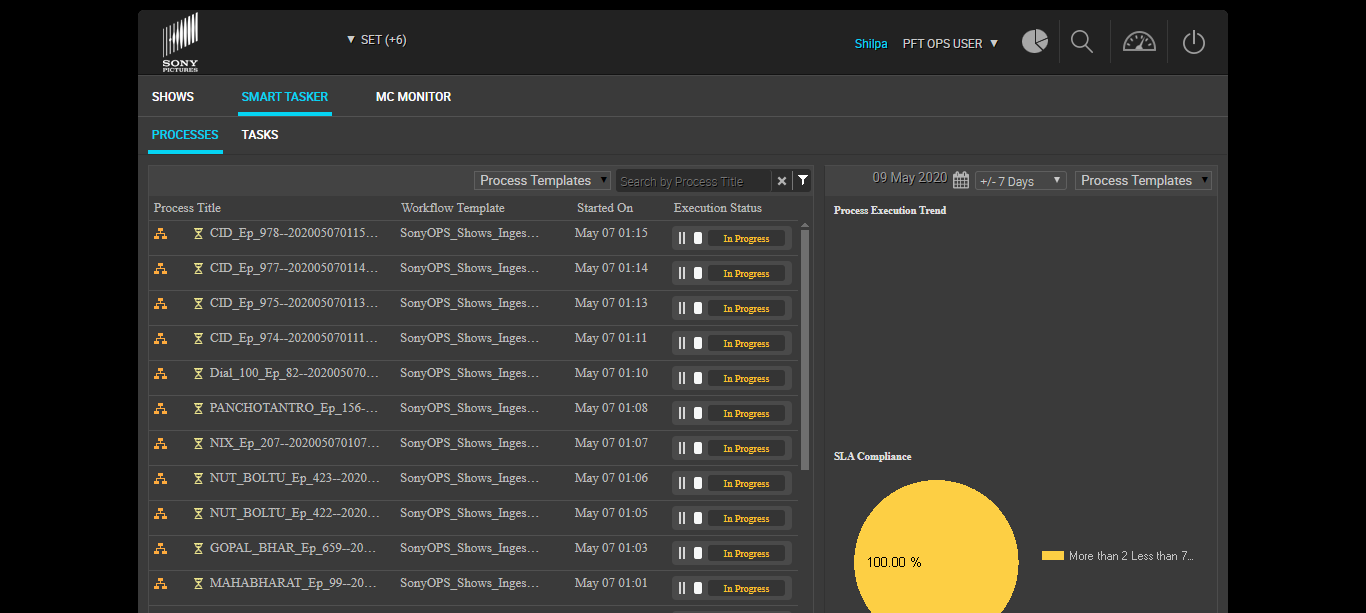 SONY
PICTURES
▼ SET (+6)
Shilpa PFT OPS USER ▼
SHOWS SMART TASKER MC MONITOR
PROCESSES TASKS
Process Templates ▼ Search by Process Title
Process Title Workflow Template Started On Execution Status
CID_Ep_978--202005070115... SonyOPS_Shows_Inges... May 07 01:15 In Progress
CID_Ep_977--202005070114... SonyOPS_Shows_Inges... May 07 01:14 In Progress
CID_Ep_975--202005070113... SonyOPS_Shows_Inges... May 07 01:13 In Progress
CID_Ep_974--202005070111... SonyOPS_Shows_Inges... May 07 01:11 In Progress
Dial_100_Ep_82--202005070... SonyOPS_Shows_Inges... May 07 01:10 In Progress
PANCHOTANTRO_Ep_156-... SonyOPS_Shows_Inges... May 07 01:08 In Progress
NIX_Ep_207--202005070107... SonyOPS_Shows_Inges... May 07 01:07 In Progress
NUT_BOLTU_Ep_423--2020... SonyOPS_Shows_Inges... May 07 01:06 In Progress
NUT_BOLTU_Ep_422--2020... SonyOPS_Shows_Inges... May 07 01:05 In Progress
GOPAL_BHAR_Ep_659--20... SonyOPS_Shows_Inges... May 07 01:03 In Progress
MAHABHARAT_Ep_99--20... SonyOPS_Shows_Inges... May 07 01:01 In Progress
09 May 2020 +/- 7 Days ▼ Process Templates ▼
Process Execution Trend
SLA Compliance
100.00 %
More than 2 Less than 7...